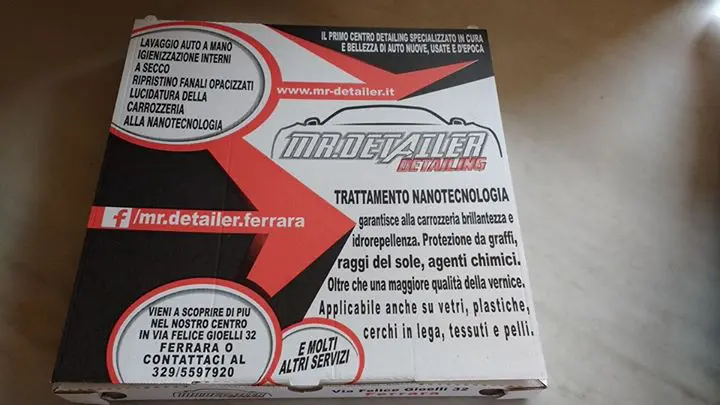 LAVAGGIO AUTO A MANO
IGIENIZZAZIONE INTERNI
A SECCO
RIPRISTINO FANALI OPACIZZATI
LUCIDATURA DELLA
CARROZZERIA
ALLA NANOTECNOLOGIA
IL PRIMO CENTRO DETAILING SPECIALIZZATO IN CURA
E BELLEZZA DI AUTO NUOVE, USATE E D'EPOCA
www.mr-detailer.it
MR.DETAILER
DETAILING
f /mr.detailer.ferrara
TRATTAMENTO NANOTECNOLOGIA
garantisce alla carrozzeria brillantezza e
idrorepellenza. Protezione da graffi,
raggi del sole, agenti chimici.
Oltre che una maggiore qualità della vernice.
Applicabile anche su vetri, plastiche,
cerchi in lega, tessuti e pelli.
VIENI A SCOPRIRE DI PIU
NEL NOSTRO CENTRO
IN VIA FELICE GIOELLI 32
FERRARA O
CONTATTACI AL
329/5597920
E MOLTI
ALTRI SERVIZI
MR.DETAILER
Via Felice Gioelli 32
Ferrara